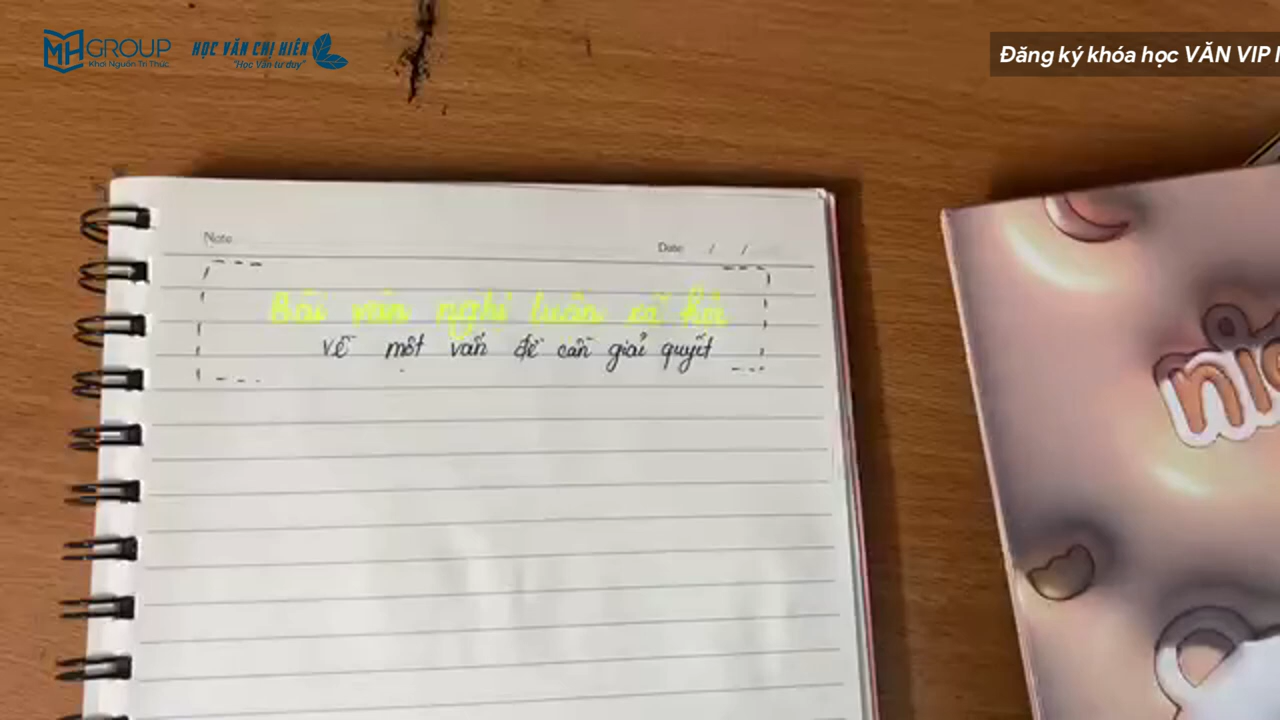 MH GROUP
Khơi Nguồn Tri Thức
HỌC VĂN CHỊ HIÊN
"Học Văn tư duy"
Đăng ký khóa học VĂN VIP
Note
Date / /
Bài văn nghị luận xã hội
về một vấn đề cần giải quyết